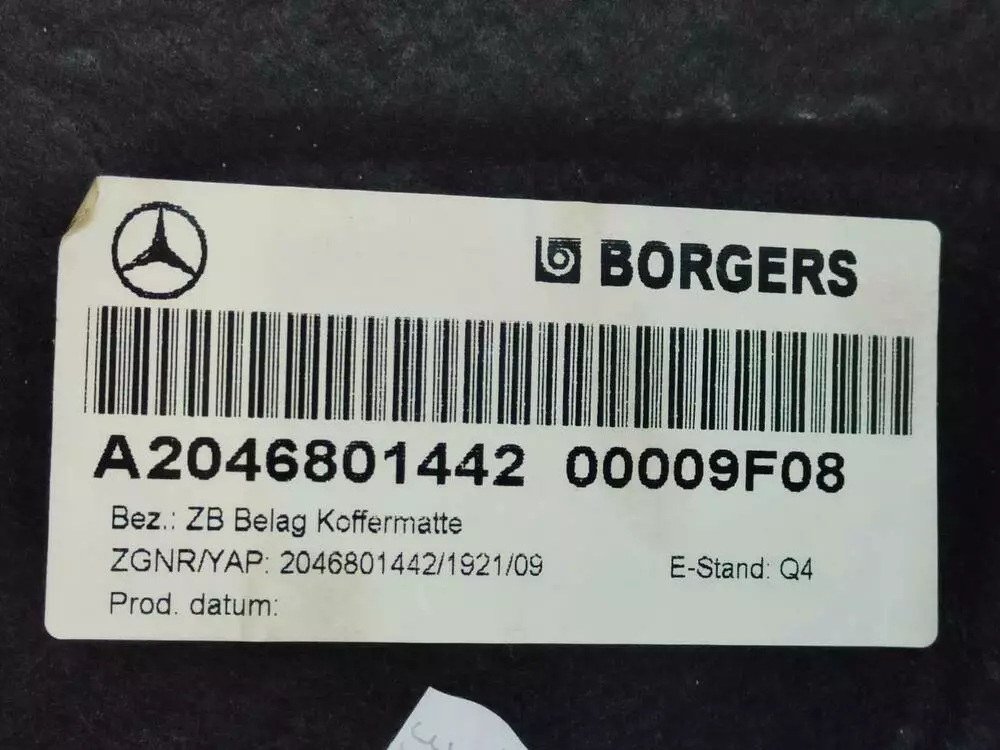 BORGERS
A2046801442 00009F08
Bez.: ZB Belag Koffermatte
ZGNR/YAP: 2046801442/1921/09 E-Stand: Q4
Prod. datum: